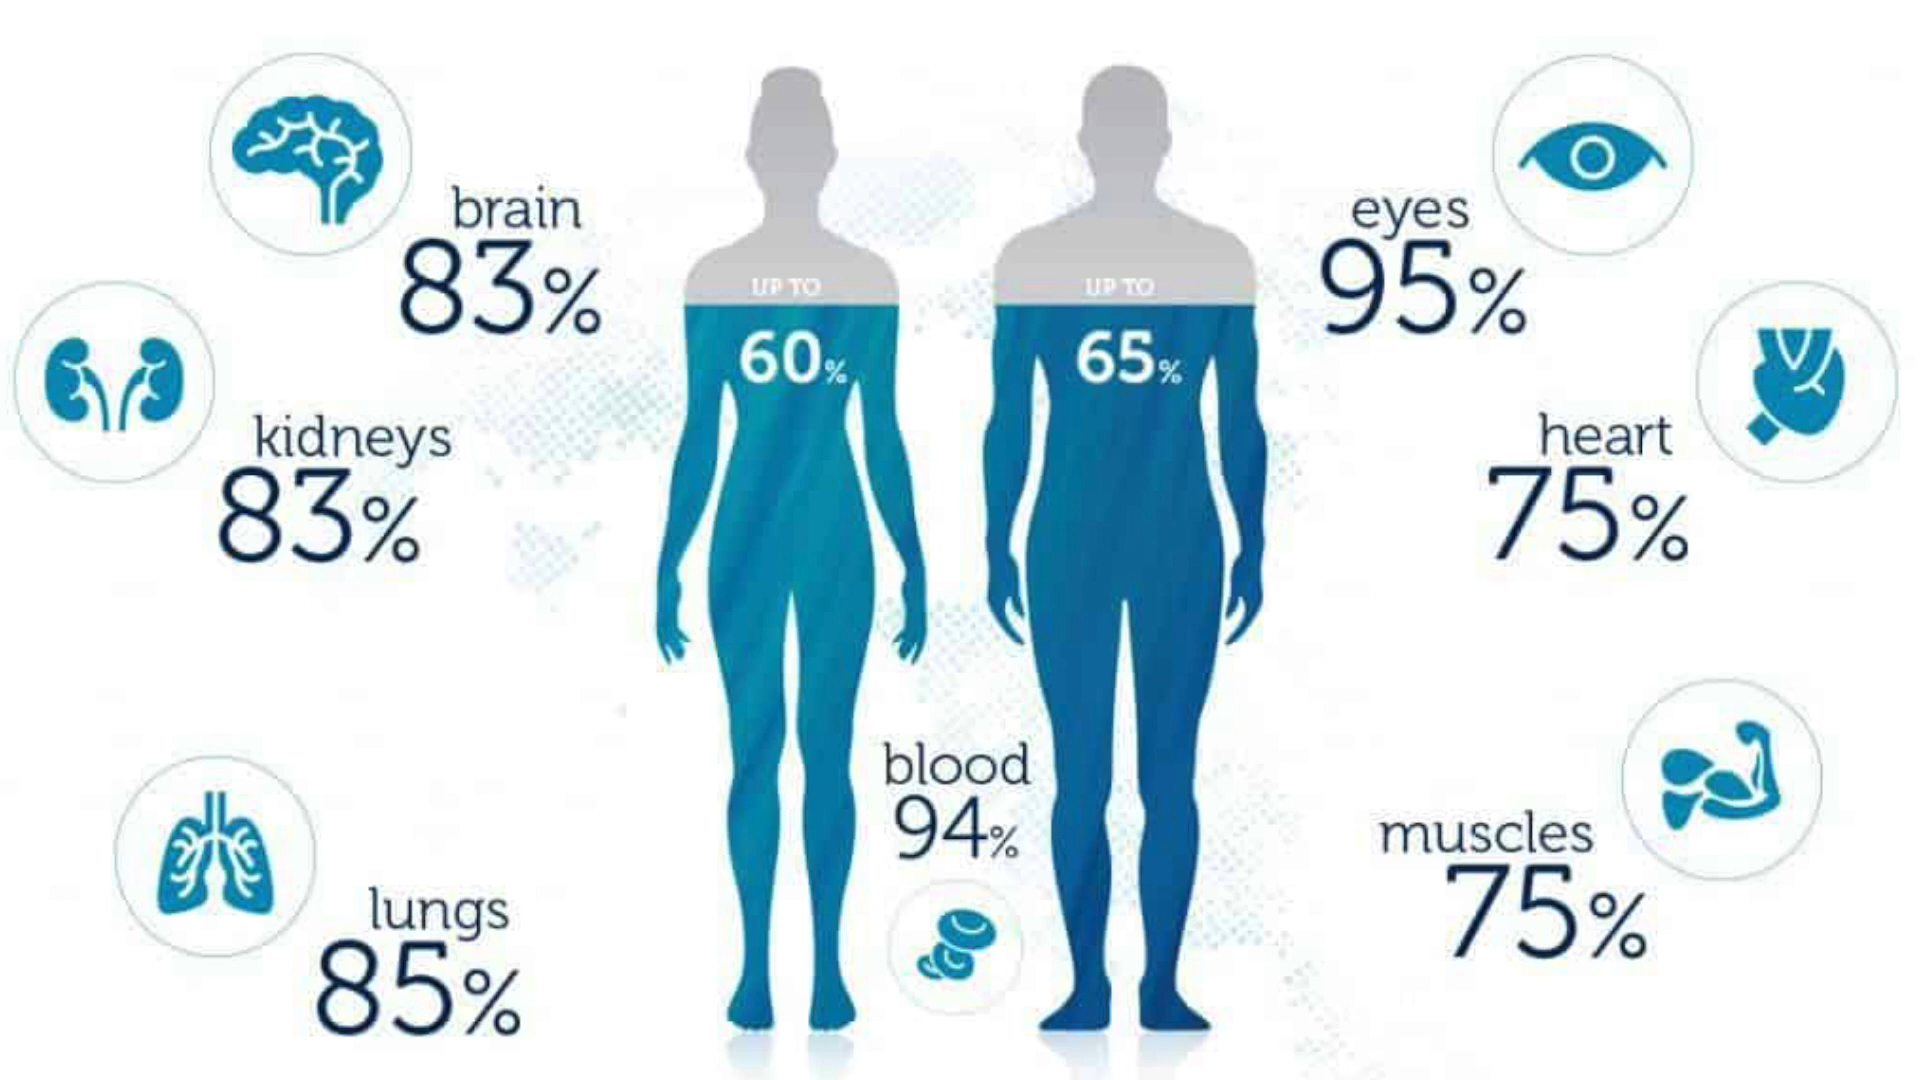 brain
83%
kidneys
83%
lungs
85%
UP TO
60%
UP TO
65%
blood
94%
eyes
95%
heart
75%
muscles
75%